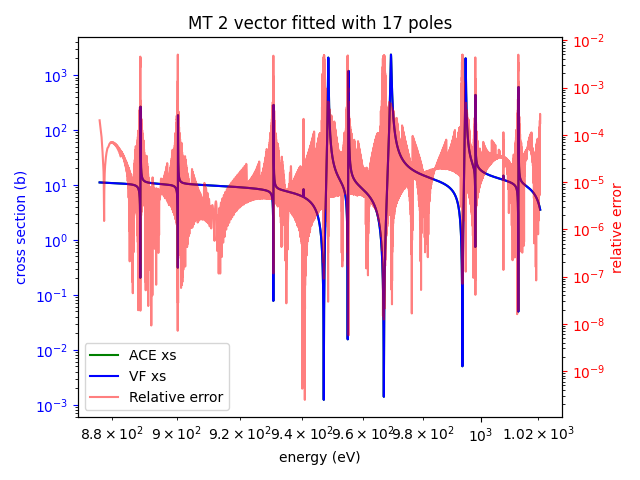 MT 2 vector fitted with 17 poles
10³
10²
10¹
10⁰
10⁻¹
10⁻²
10⁻³
cross section (b)
10⁻²
10⁻³
10⁻⁴
10⁻⁵
10⁻⁶
10⁻⁷
10⁻⁸
10⁻⁹
relative error
ACE xs
VF xs
Relative error
8.8 × 10² 9 × 10² 9.2 × 10² 9.4 × 10² 9.6 × 10² 9.8 × 10² 10³ 1.02 × 10³
energy (eV)